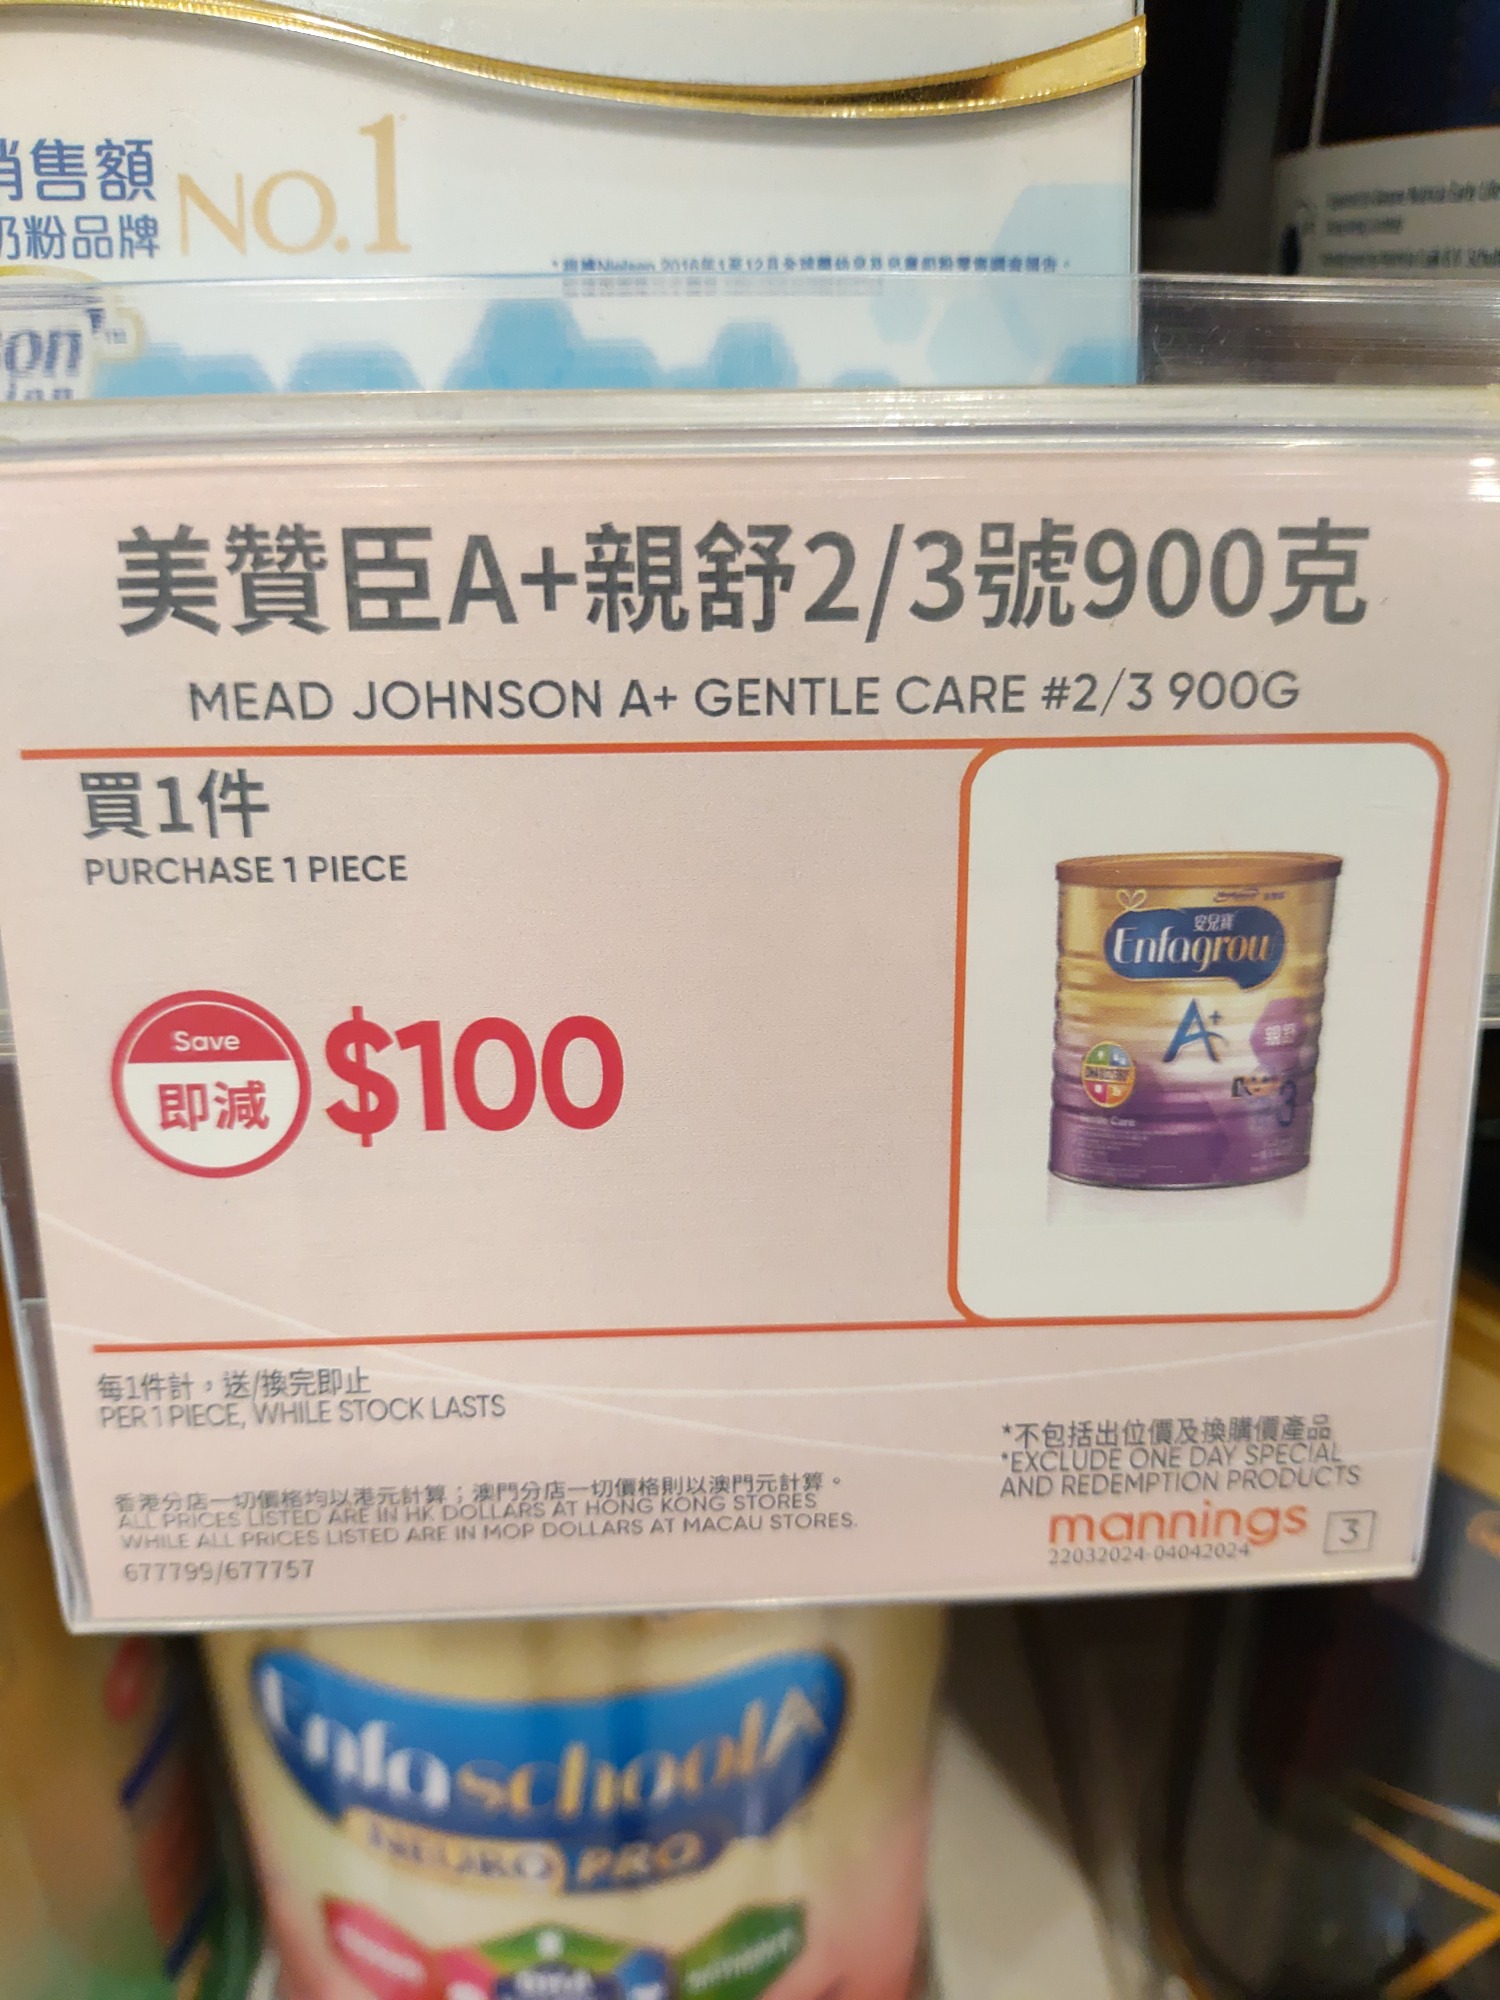 售額
粉品牌 NO.1
美贊臣A+親舒2/3號900克
MEAD JOHNSON A+ GENTLE CARE #2/3 900G
買1件
PURCHASE 1 PIECE
Save
即減
$100
安兒寶
Enfagrow
A+
親舒
3
每1件計，送/換完即止
PER 1 PIECE, WHILE STOCK LASTS
*不包括出位價及換購價產品
*EXCLUDE ONE DAY SPECIAL
AND REDEMPTION PRODUCTS
香港分店一切價格均以港元計算；澳門分店一切價格則以澳門元計算。
ALL PRICES LISTED ARE IN HK DOLLARS AT HONG KONG STORES
WHILE ALL PRICES LISTED ARE IN MOP DOLLARS AT MACAU STORES.
677799/677757
mannings 3
22032024-04042024
Enfaschool A+
NEURO PRO